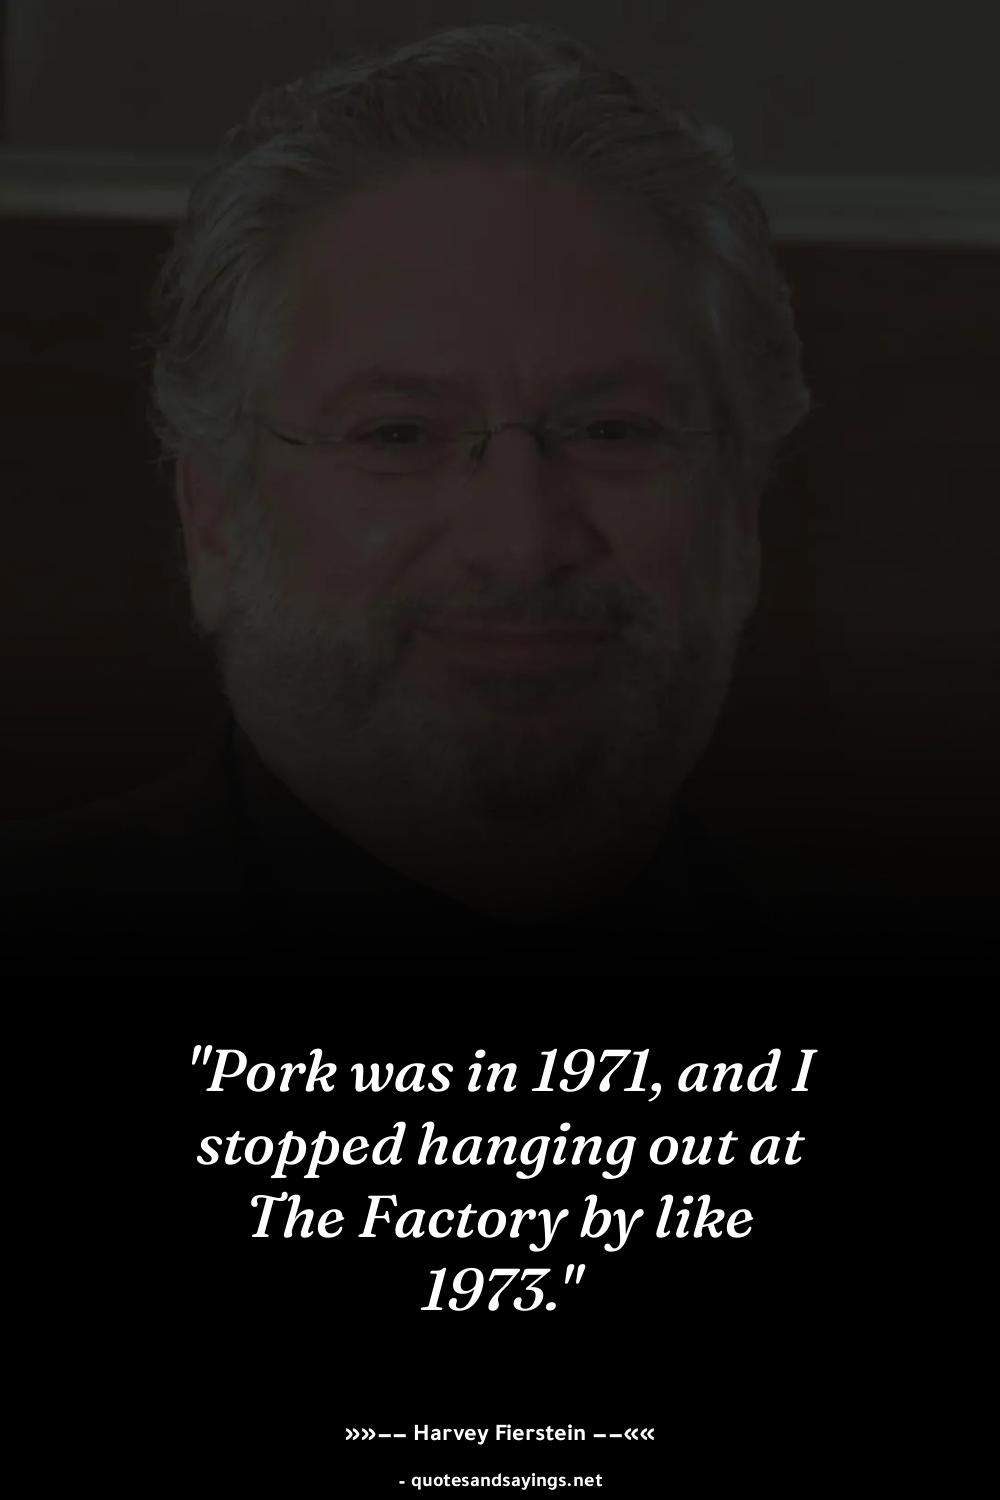 "Pork was in 1971, and I
stopped hanging out at
The Factory by like
1973."
»»−− Harvey Fierstein −−««
- quotesandsayings.net